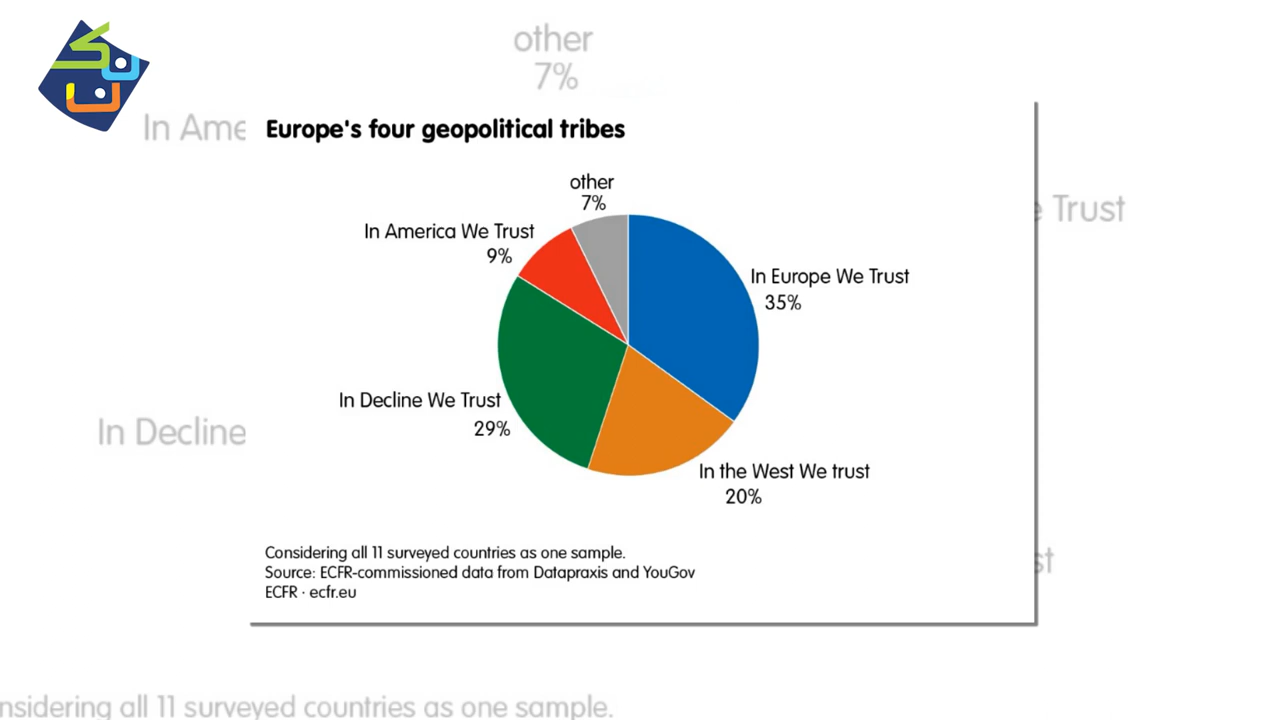 other
7%
In Ame
Europe's four geopolitical tribes
other
7%
In America We Trust
9%
Trust
In Europe We Trust
35%
In Decline We Trust
29%
In Decline
In the West We trust
20%
Considering all 11 surveyed countries as one sample.
Source: ECFR-commissioned data from Datapraxis and YouGov
ECFR · ecfr.eu
st
nsidering all 11 surveyed countries as one sample.